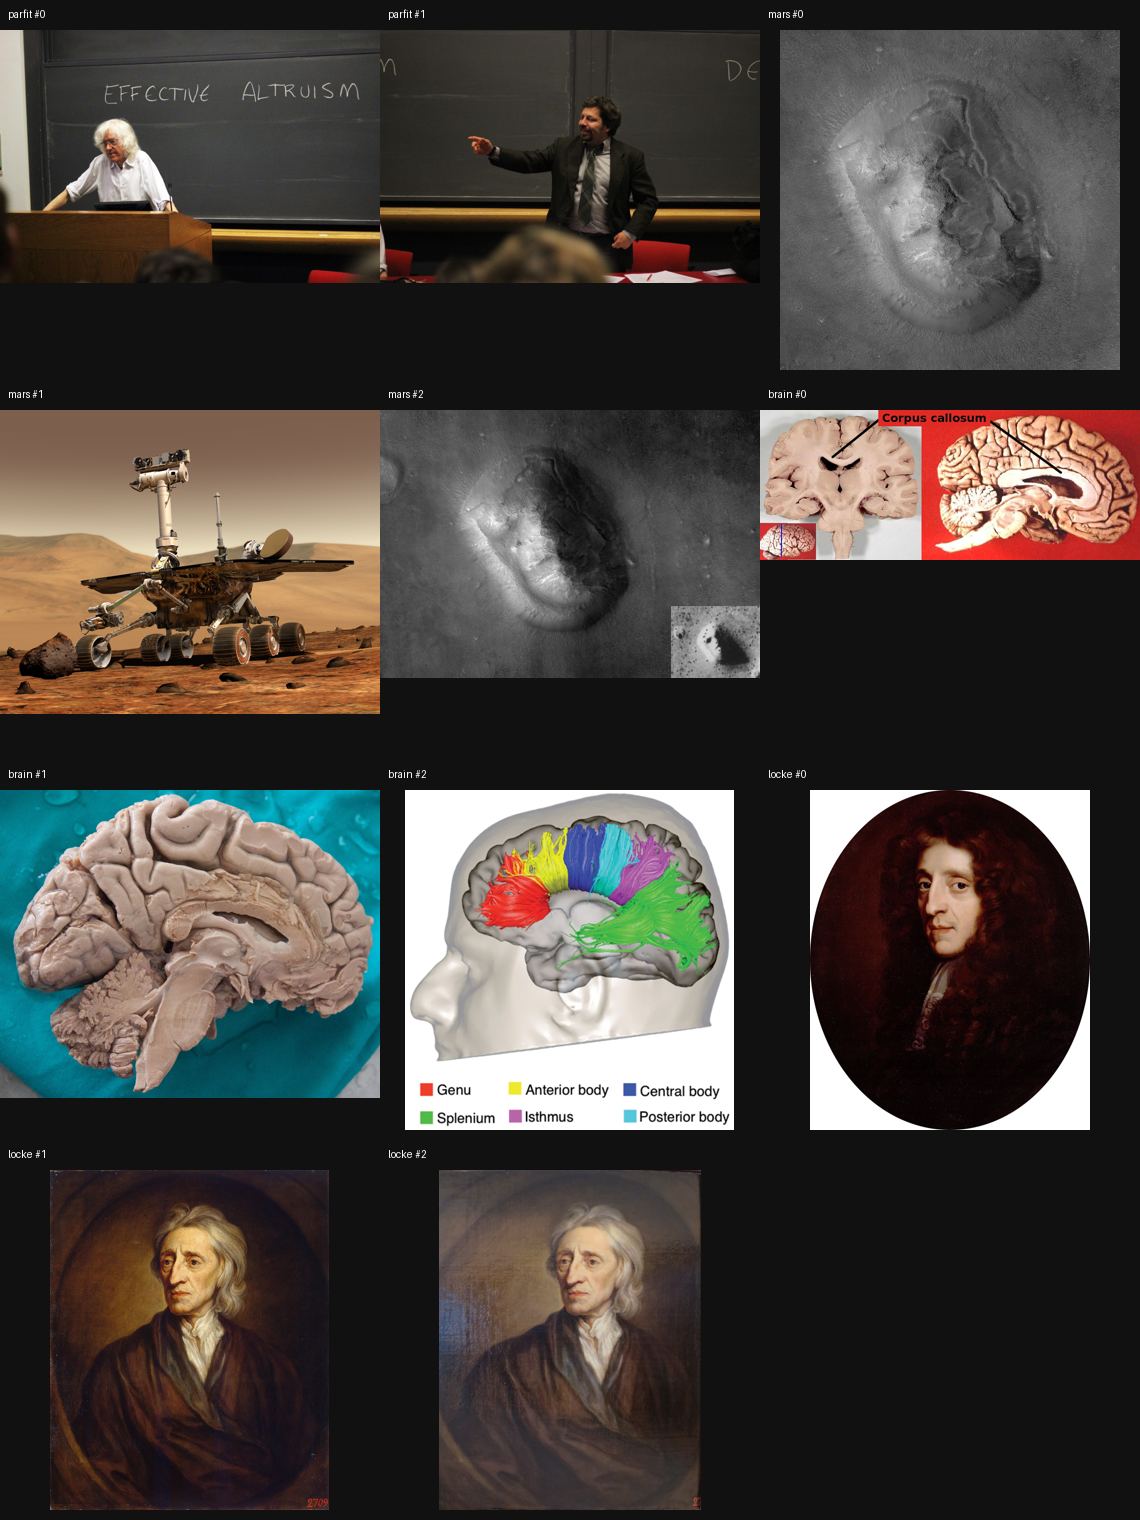 parfit #0
parfit #1
mars #0
EFFECTIVE ALTRUISM
DE
mars #1
mars #2
brain #0
Corpus callosum
brain #1
brain #2
locke #0
Genu
Anterior body
Central body
Splenium
Isthmus
Posterior body
locke #1
locke #2
2709